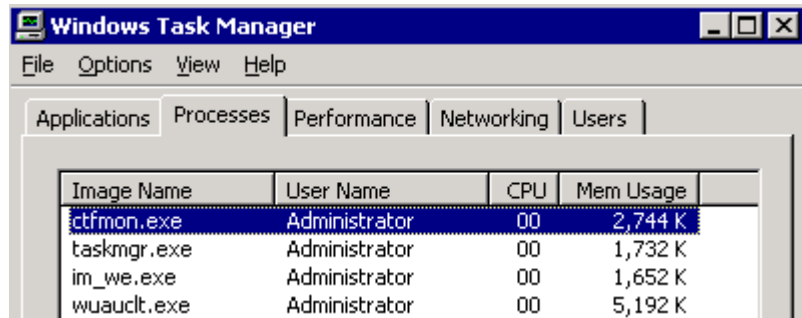 Windows Task Manager
File Options View Help
Applications Processes Performance Networking Users
Image Name User Name CPU Mem Usage
ctfmon.exe Administrator 00 2,744 K
taskmgr.exe Administrator 00 1,732 K
im_we.exe Administrator 00 1,652 K
wuauclt.exe Administrator 00 5,192 K